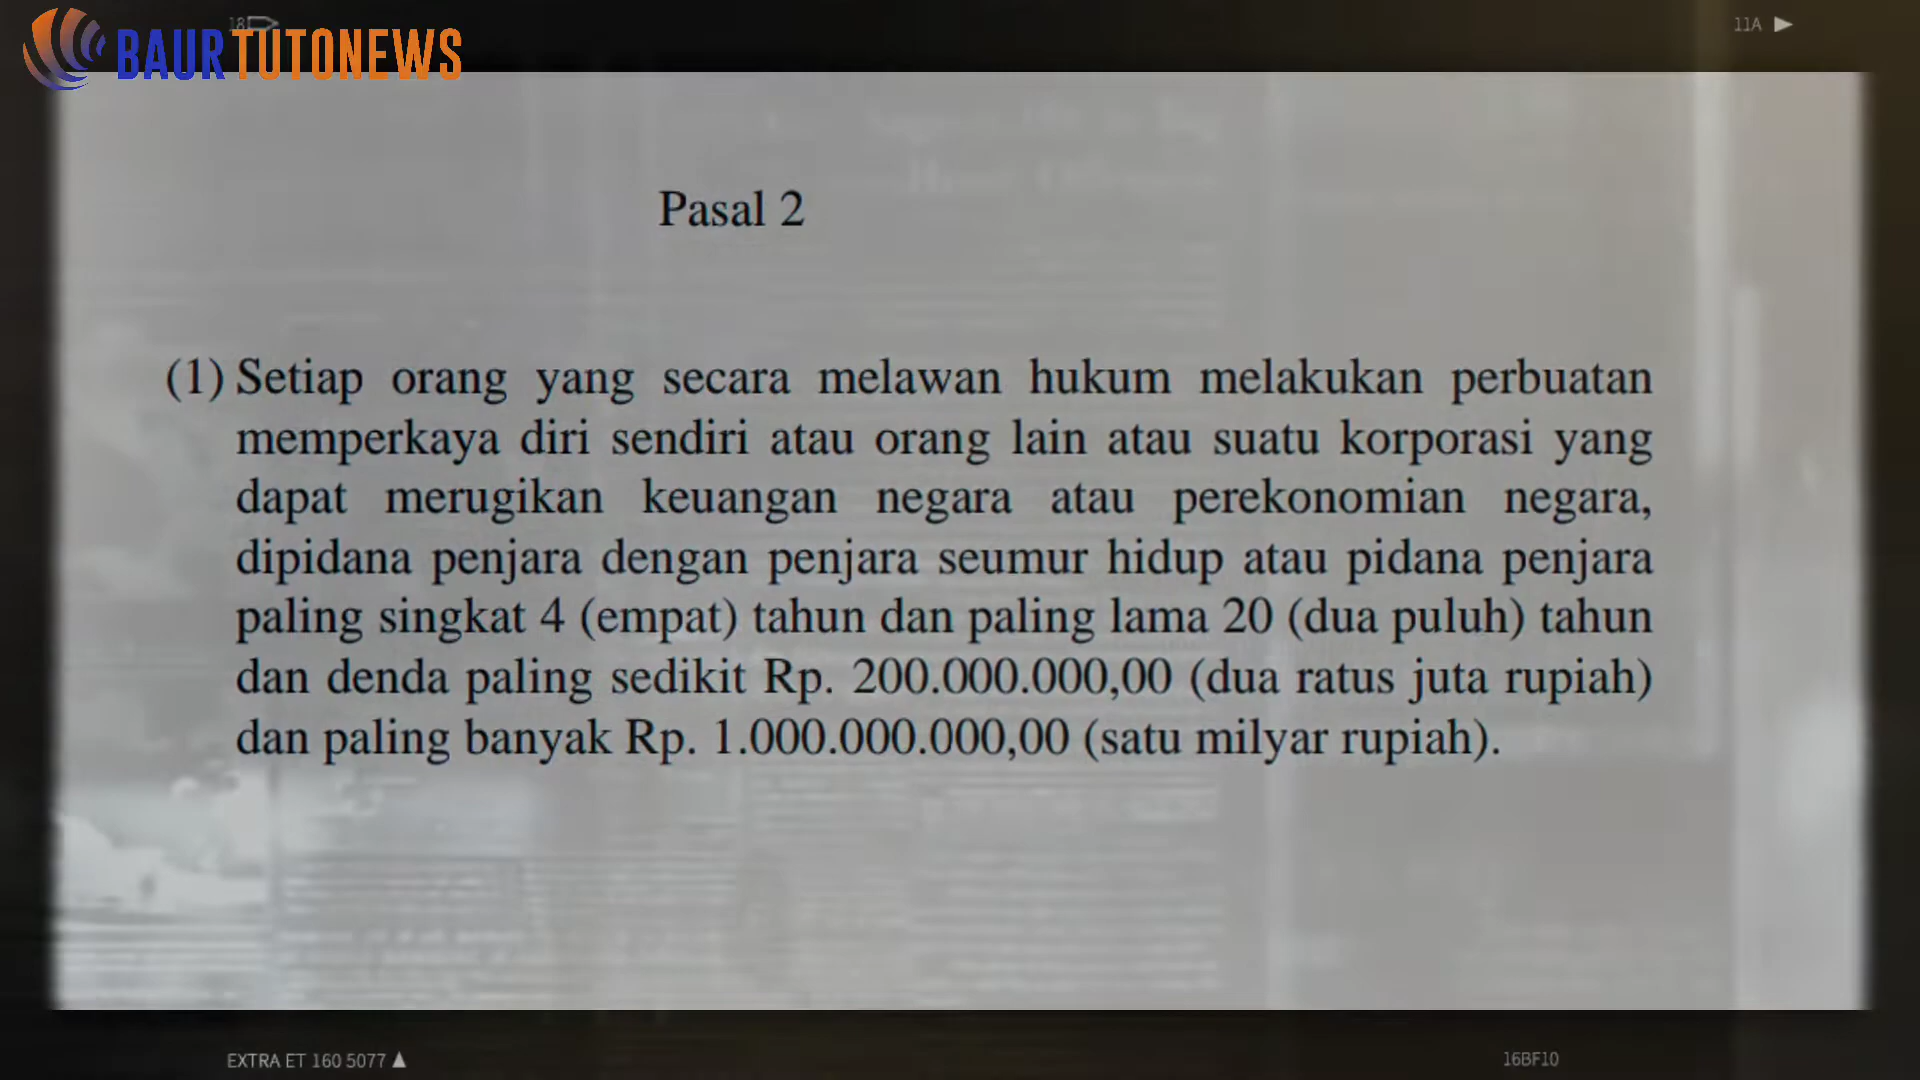 18
BAURTUTONEWS
11A
Pasal 2
(1) Setiap orang yang secara melawan hukum melakukan perbuatan
memperkaya diri sendiri atau orang lain atau suatu korporasi yang
dapat merugikan keuangan negara atau perekonomian negara,
dipidana penjara dengan penjara seumur hidup atau pidana penjara
paling singkat 4 (empat) tahun dan paling lama 20 (dua puluh) tahun
dan denda paling sedikit Rp. 200.000.000,00 (dua ratus juta rupiah)
dan paling banyak Rp. 1.000.000.000,00 (satu milyar rupiah).
EXTRA ET 160 5077
16BF10